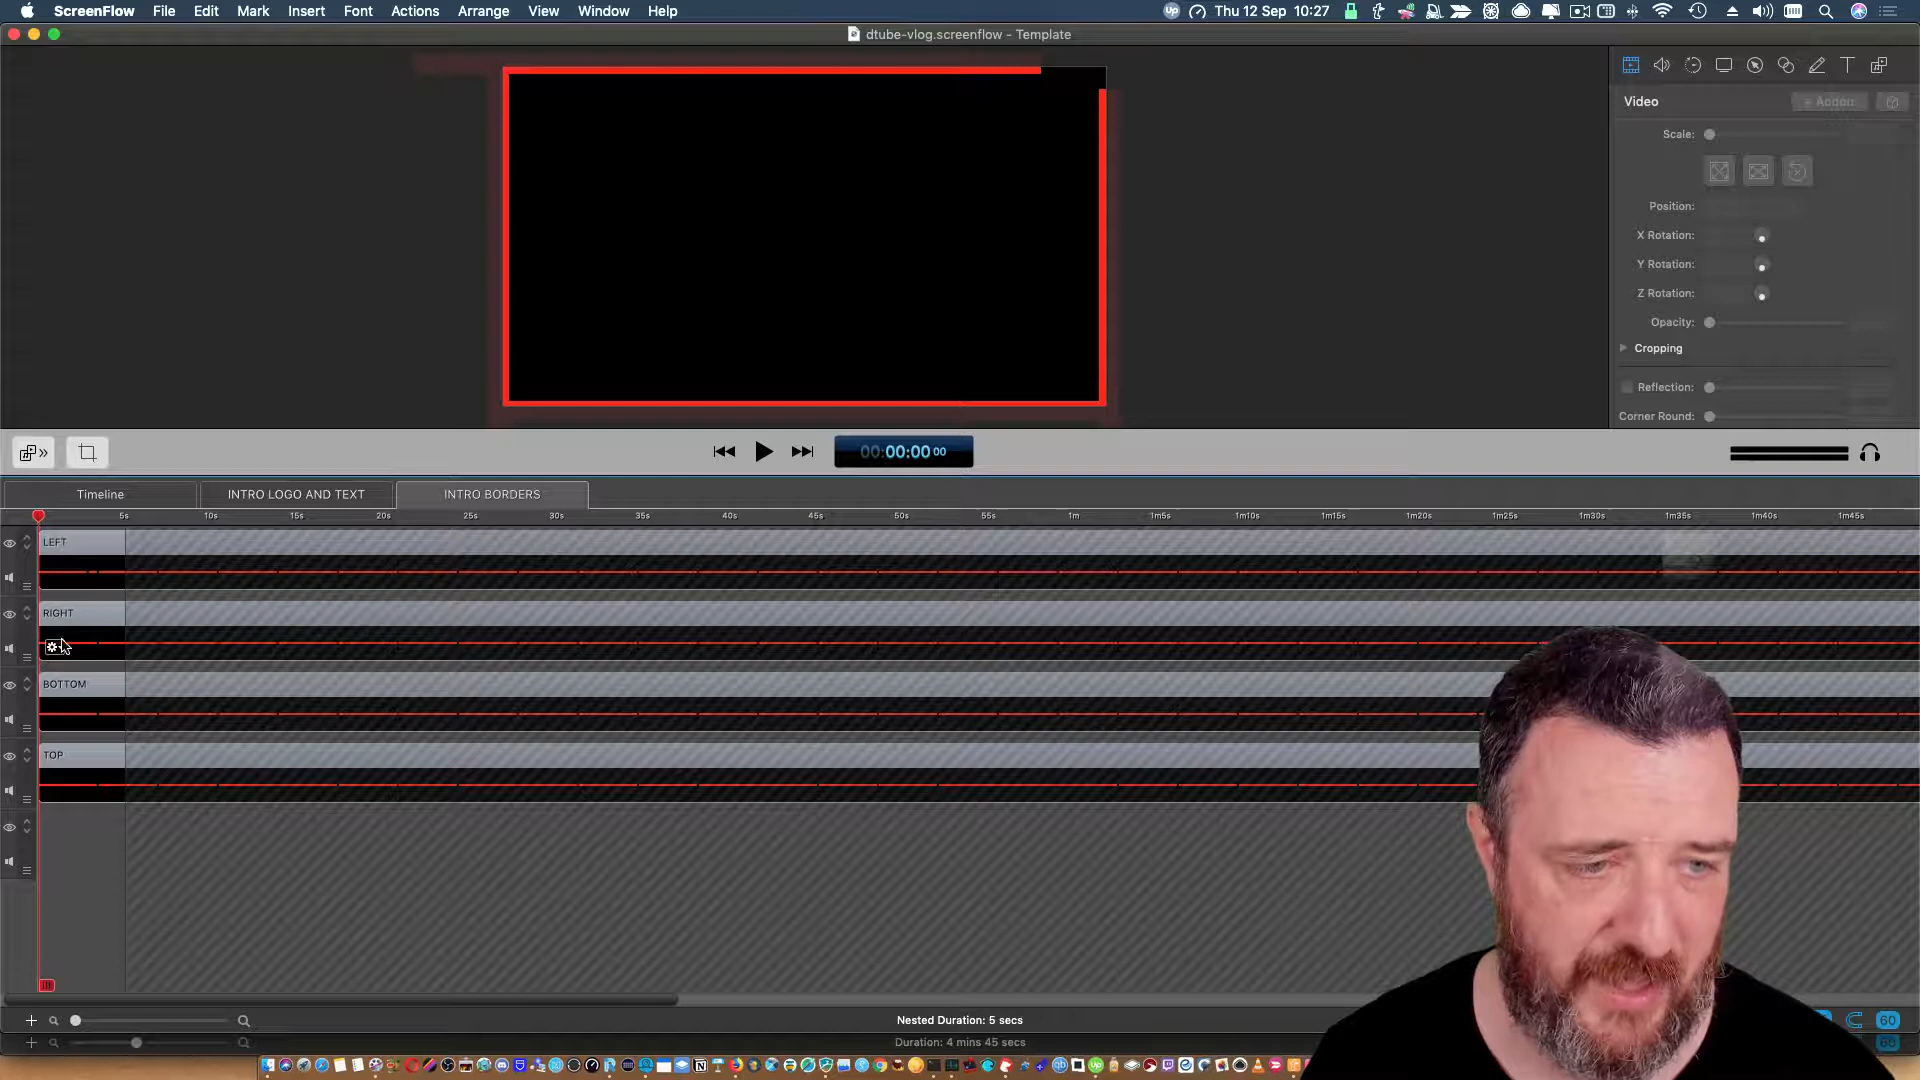 ScreenFlow File Edit Mark Insert Font Actions Arrange View Window Help Thu 12 Sep 10:27
dtube-vlog.screenflow - Template
Video
+ Action
Scale:
Position:
X Rotation:
Y Rotation:
Z Rotation:
Opacity:
Cropping
Reflection:
Corner Round:
00:00:00 00
Timeline INTRO LOGO AND TEXT INTRO BORDERS
5s 10s 15s 20s 25s 30s 35s 40s 45s 50s 55s 1m 1m5s 1m10s 1m15s 1m20s 1m25s 1m30s 1m35s 1m40s 1m45s
LEFT
RIGHT
BOTTOM
TOP
Nested Duration: 5 secs
60
Duration: 4 mins 45 secs
60